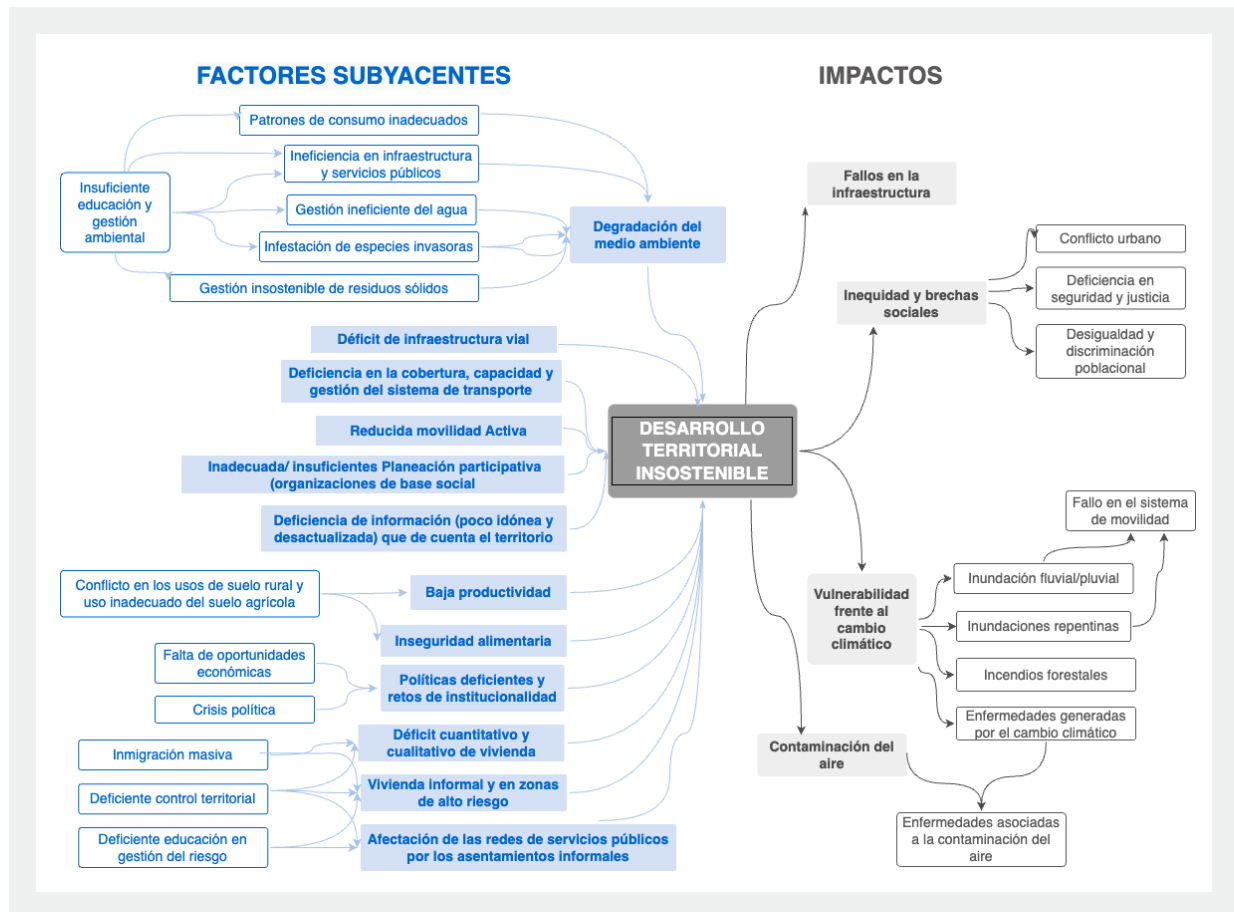 FACTORES SUBYACENTES
Patrones de consumo inadecuados
Ineficiencia en infraestructura
y servicios públicos
Insuficiente
educación y
gestión
ambiental
Gestión ineficiente del agua
Infestación de especies invasoras
Gestión insostenible de residuos sólidos
Degradación del
medio ambiente
Déficit de infraestructura vial
Deficiencia en la cobertura, capacidad y
gestión del sistema de transporte
Reducida movilidad Activa
Inadecuada/ insuficientes Planeación participativa
(organizaciones de base social
Deficiencia de información (poco idónea y
desactualizada) que de cuenta el territorio
Conflicto en los usos de suelo rural y
uso inadecuado del suelo agrícola
Baja productividad
Inseguridad alimentaria
Falta de oportunidades
económicas
Crisis política
Políticas deficientes y
retos de institucionalidad
Inmigración masiva
Deficiente control territorial
Deficiente educación en
gestión del riesgo
Déficit cuantitativo y
cualitativo de vivienda
Vivienda informal y en zonas
de alto riesgo
Afectación de las redes de servicios públicos
por los asentamientos informales
DESARROLLO
TERRITORIAL
INSOSTENIBLE
IMPACTOS
Fallos en la
infraestructura
Inequidad y brechas
sociales
Conflicto urbano
Deficiencia en
seguridad y justicia
Desigualdad y
discriminación
poblacional
Vulnerabilidad
frente al
cambio
climático
Fallo en el sistema
de movilidad
Inundación fluvial/pluvial
Inundaciones repentinas
Incendios forestales
Enfermedades generadas
por el cambio climático
Contaminación del
aire
Enfermedades asociadas
a la contaminación del
aire